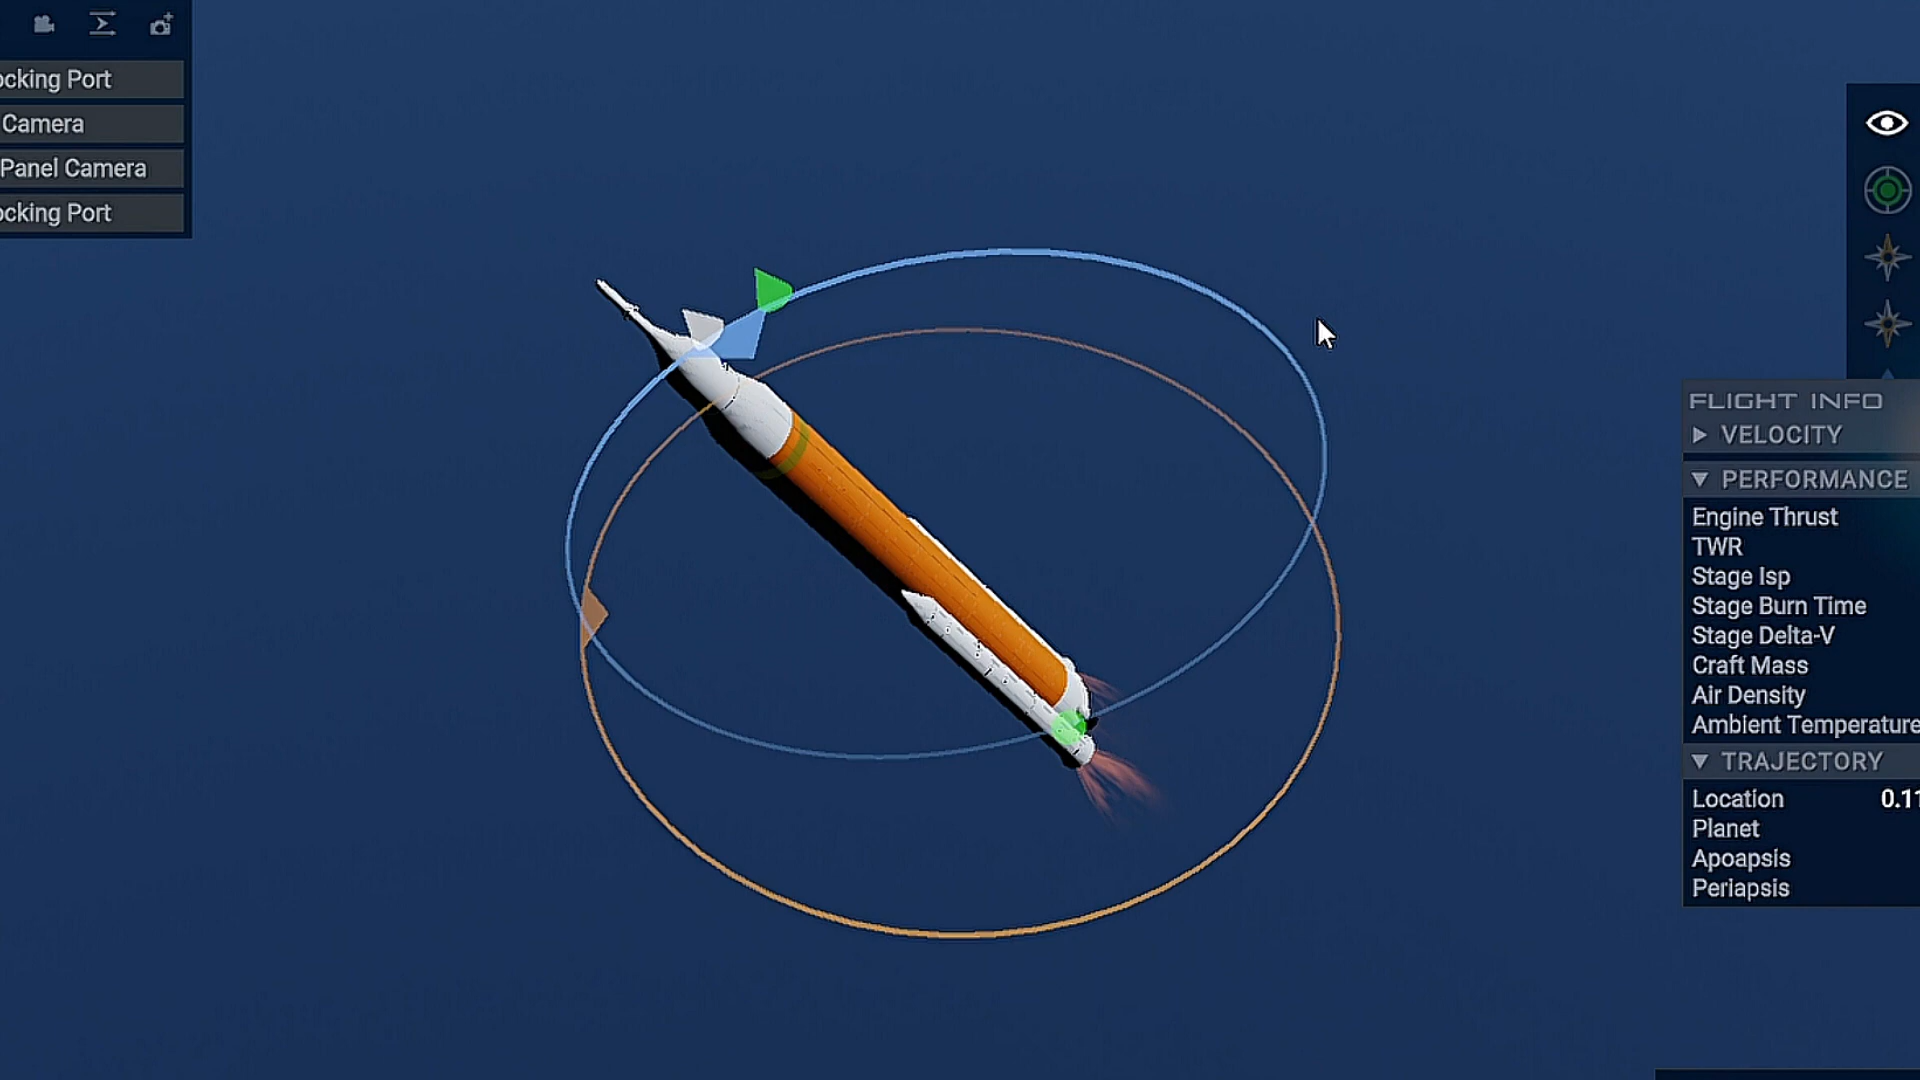 ocking Port
Camera
Panel Camera
ocking Port
FLIGHT INFO
VELOCITY
PERFORMANCE
Engine Thrust
TWR
Stage Isp
Stage Burn Time
Stage Delta-V
Craft Mass
Air Density
Ambient Temperature
TRAJECTORY
Location 0.11
Planet
Apoapsis
Periapsis